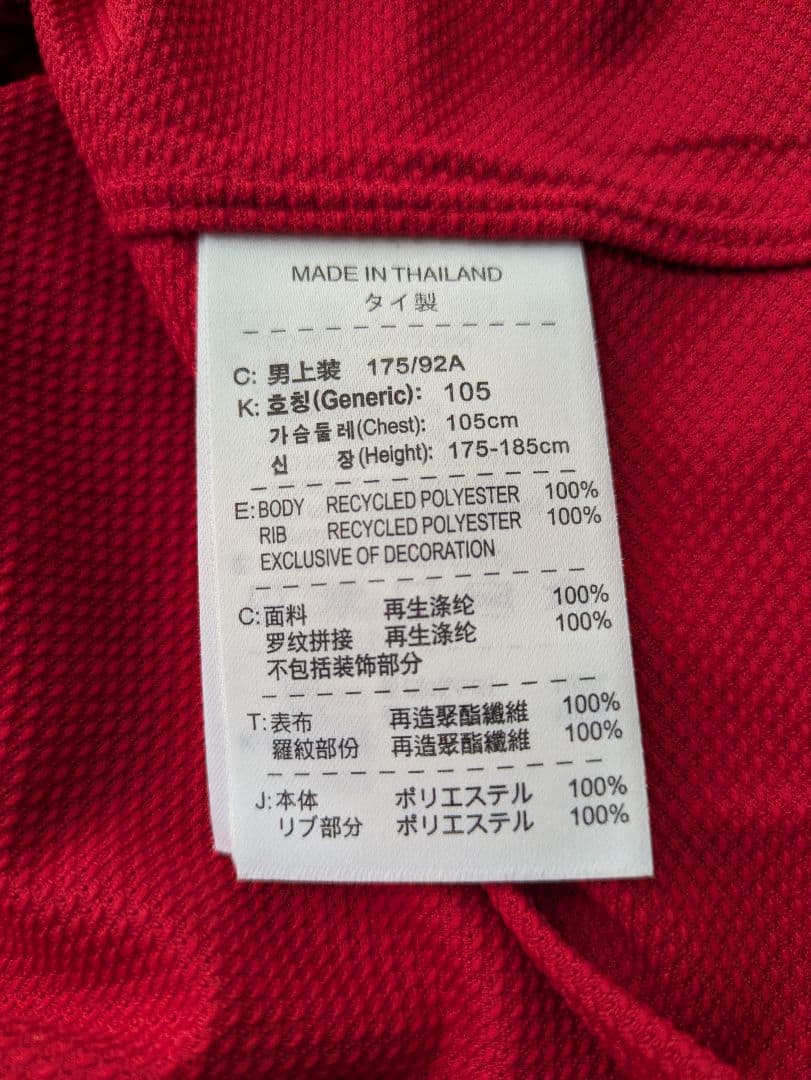 MADE IN THAILAND
タイ製
C: 男上装 175/92A
K: 호칭(Generic): 105
가슴둘레(Chest): 105cm
신 장(Height): 175-185cm
E: BODY RECYCLED POLYESTER 100%
RIB RECYCLED POLYESTER 100%
EXCLUSIVE OF DECORATION
C: 面料 再生涤纶 100%
罗纹拼接 再生涤纶 100%
不包括装饰部分
T: 表布 再造聚酯纖維 100%
羅紋部份 再造聚酯纖維 100%
J: 本体 ポリエステル 100%
リブ部分 ポリエステル 100%